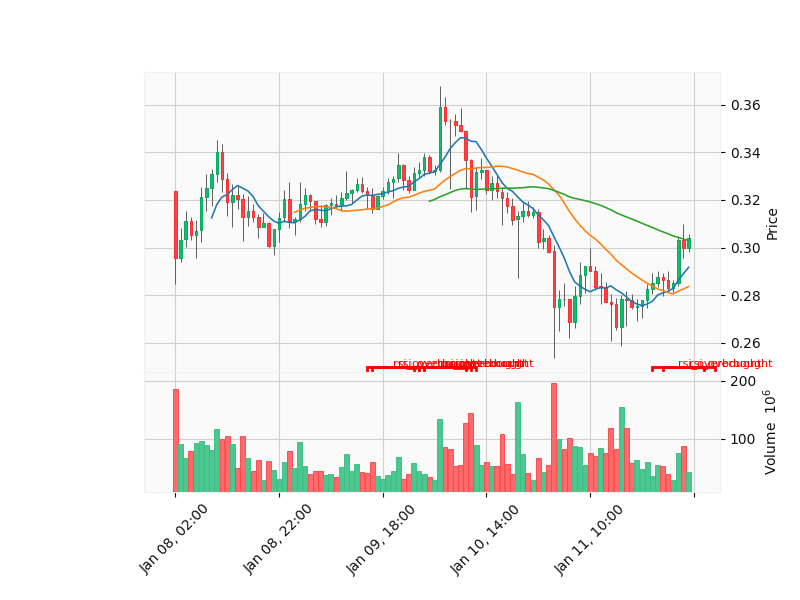 0.36
0.34
0.32
0.30
0.28
0.26
Price
rsi overbought
200
100
Volume 10^6
Jan 08, 02:00
Jan 08, 22:00
Jan 09, 18:00
Jan 10, 14:00
Jan 11, 10:00